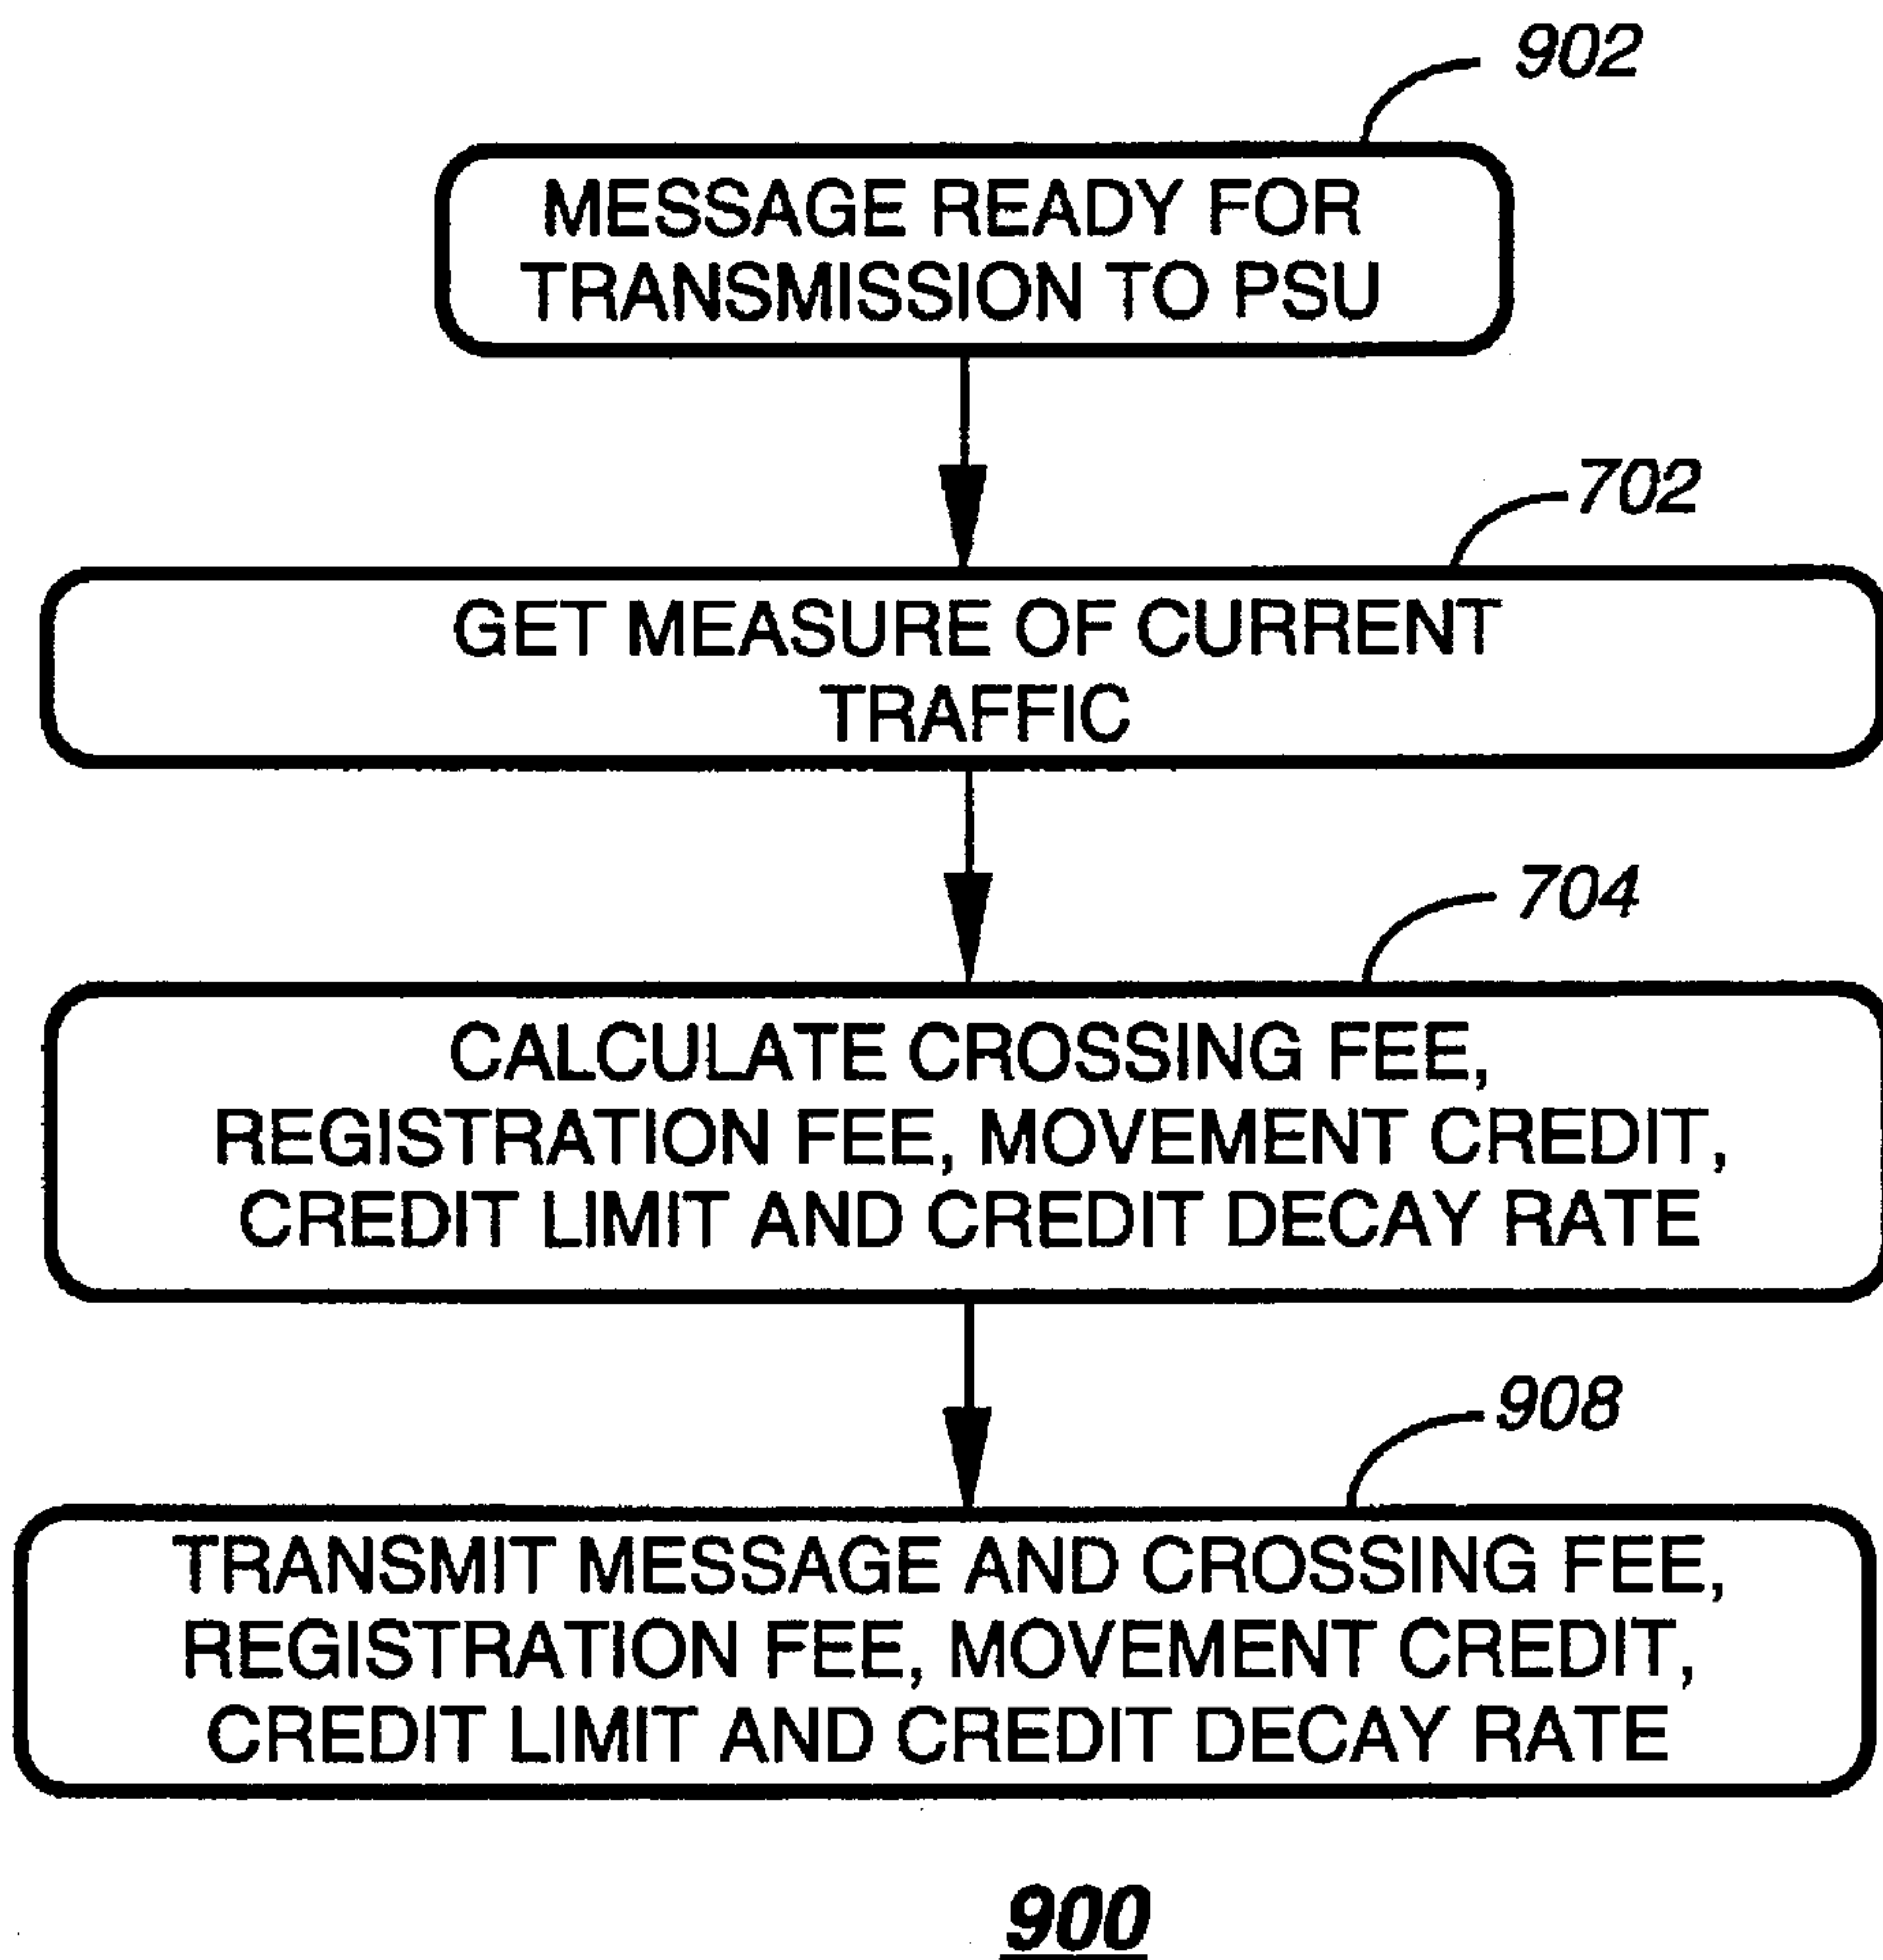 902
MESSAGE READY FOR
TRANSMISSION TO PSU
702
GET MEASURE OF CURRENT
TRAFFIC
704
CALCULATE CROSSING FEE,
REGISTRATION FEE, MOVEMENT CREDIT,
CREDIT LIMIT AND CREDIT DECAY RATE
908
TRANSMIT MESSAGE AND CROSSING FEE,
REGISTRATION FEE, MOVEMENT CREDIT,
CREDIT LIMIT AND CREDIT DECAY RATE
900